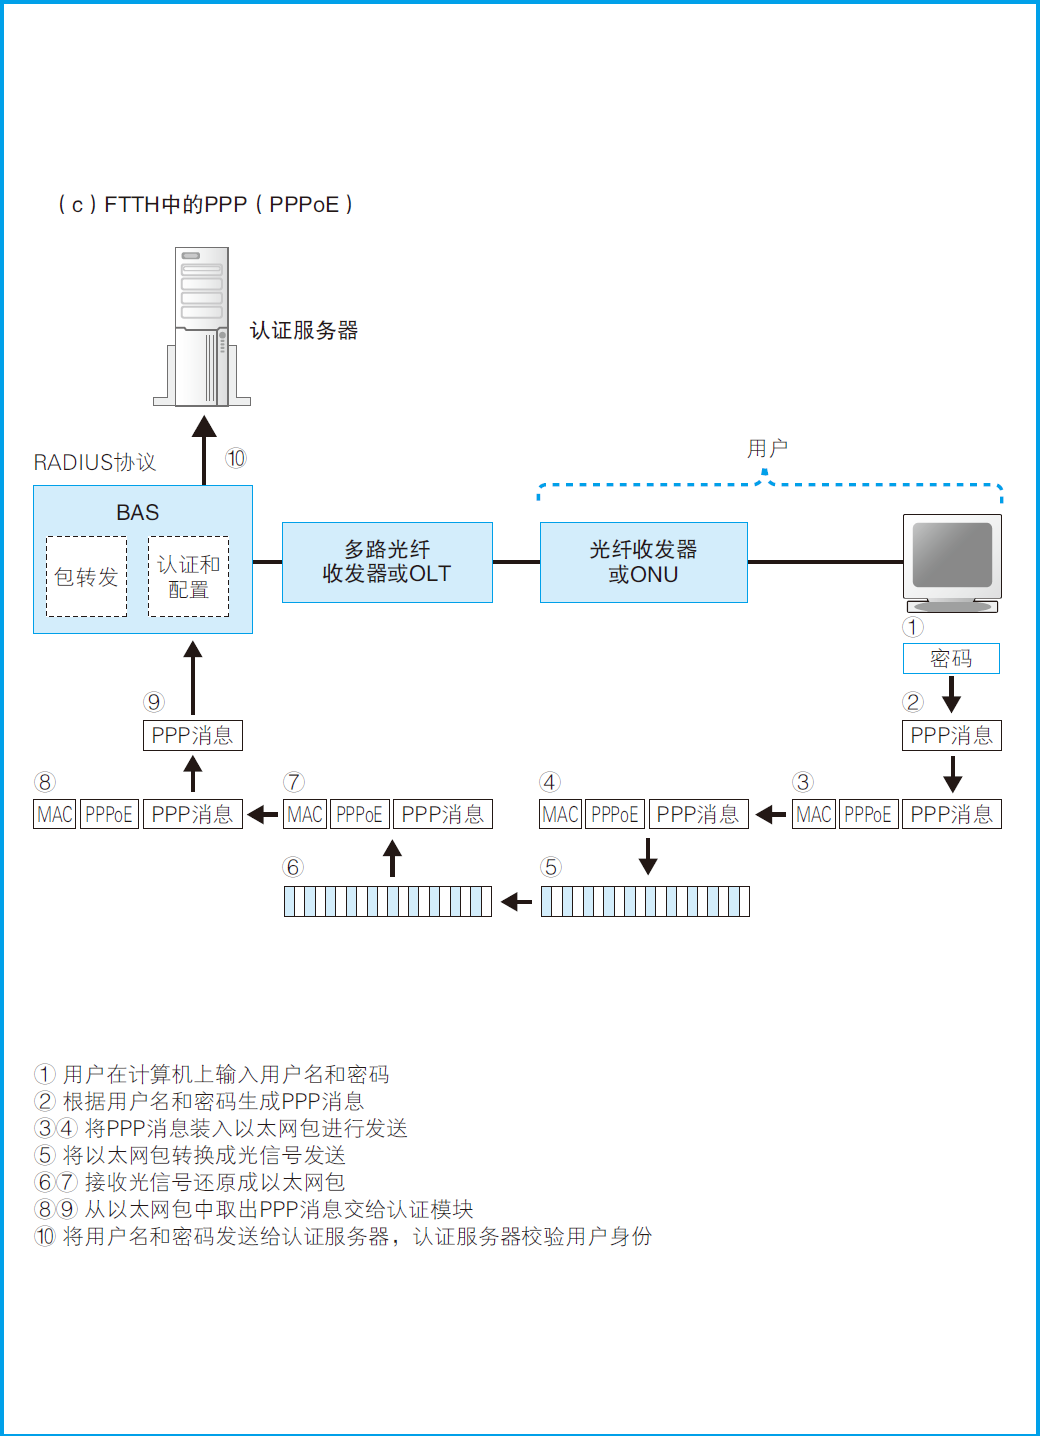 （c）FTTH中的PPP（PPPoE）
认证服务器
RADIUS协议
⑩
用户
BAS
包转发
认证和
配置
多路光纤
收发器或OLT
光纤收发器
或ONU
①
密码
⑨
PPP消息
②
PPP消息
⑧
MAC PPPoE PPP消息
⑦
MAC PPPoE PPP消息
④
MAC PPPoE PPP消息
③
MAC PPPoE PPP消息
⑥
⑤
① 用户在计算机上输入用户名和密码
② 根据用户名和密码生成PPP消息
③④ 将PPP消息装入以太网包进行发送
⑤ 将以太网包转换成光信号发送
⑥⑦ 接收光信号还原成以太网包
⑧⑨ 从以太网包中取出PPP消息交给认证模块
⑩ 将用户名和密码发送给认证服务器，认证服务器校验用户身份